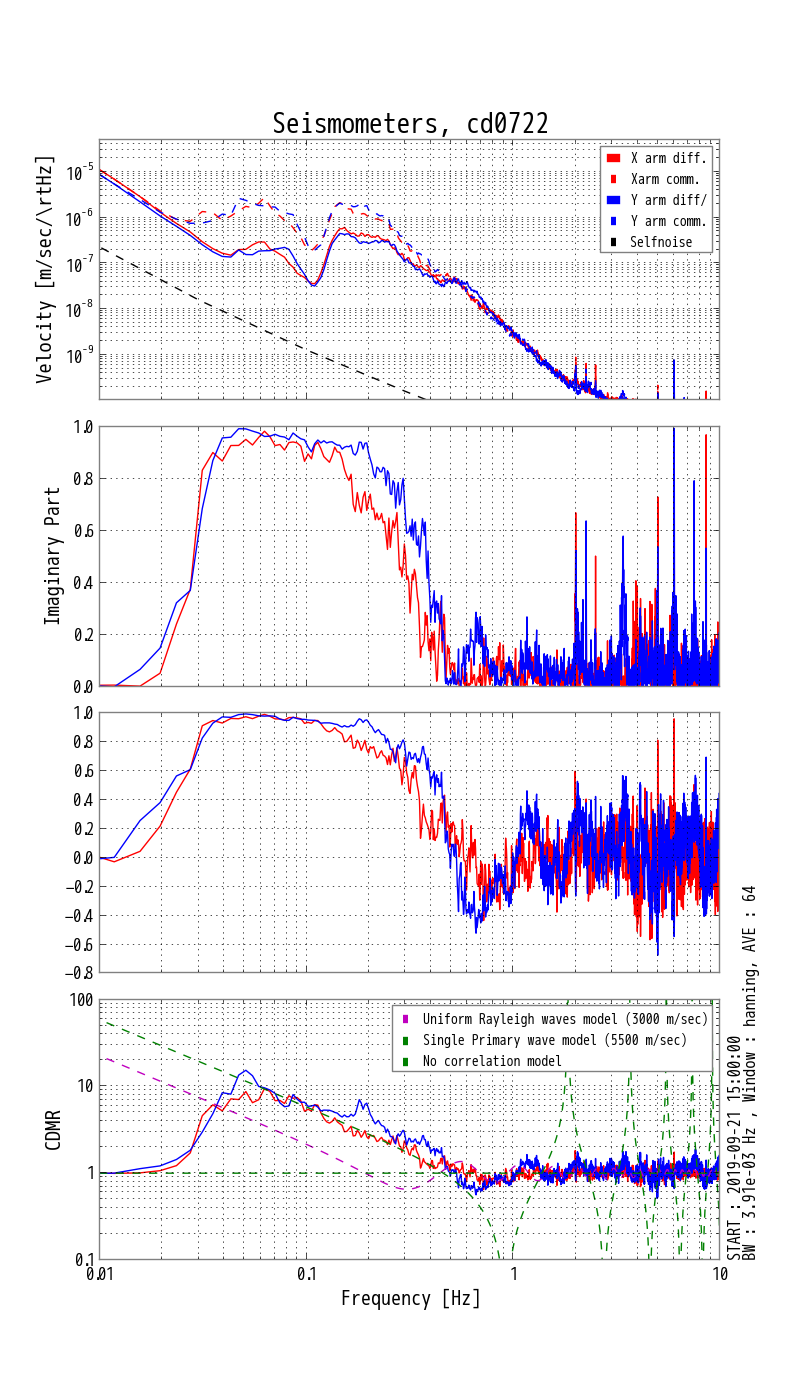 Seismometers, cd0722
Velocity [m/sec/\rtHz]
10^-5
10^-6
10^-7
10^-8
10^-9
X arm diff.
Xarm comm.
Y arm diff/
Y arm comm.
Selfnoise
Imaginary Part
1.0
0.8
0.6
0.4
0.2
0.0
1.0
0.8
0.6
0.4
0.2
0.0
−0.2
−0.4
−0.6
−0.8
CDMR
100
10
1
0.1
Uniform Rayleigh waves model (3000 m/sec)
Single Primary wave model (5500 m/sec)
No correlation model
0.01
0.1
1
10
Frequency [Hz]
START : 2019-09-21 15:00:00
BW : 3.91e-03 Hz , Window : hanning, AVE : 64